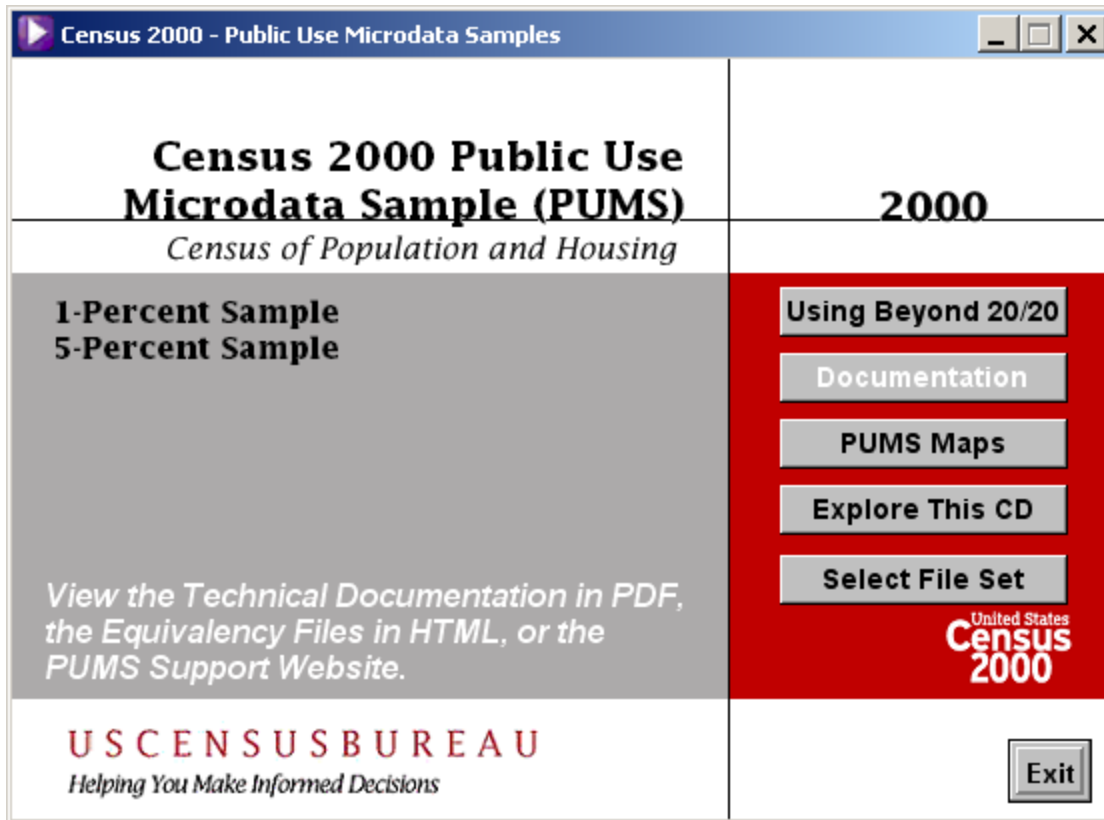 Census 2000 - Public Use Microdata Samples
Census 2000 Public Use
Microdata Sample (PUMS)
2000
Census of Population and Housing
1-Percent Sample
5-Percent Sample
Using Beyond 20/20
Documentation
PUMS Maps
Explore This CD
Select File Set
View the Technical Documentation in PDF,
the Equivalency Files in HTML, or the
PUMS Support Website.
United States
Census
2000
USCENSUSBUREAU
Helping You Make Informed Decisions
Exit